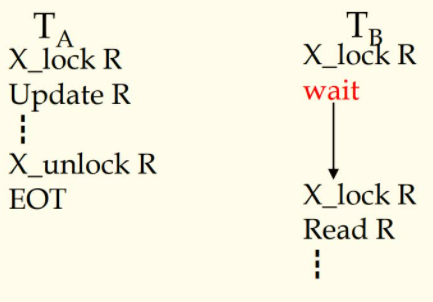 T_A
X_lock R
Update R
X_unlock R
EOT
T_B
X_lock R
wait
X_lock R
Read R